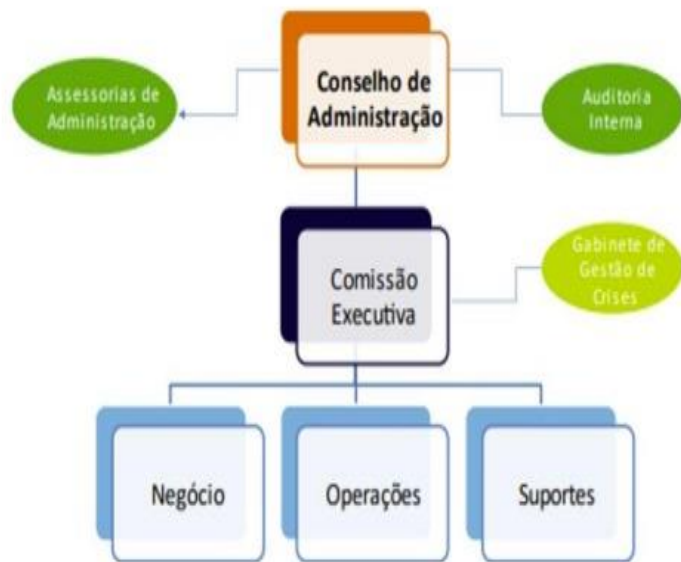 Conselho de
Administração
Assessorias de
Administração
Auditoria
Interna
Comissão
Executiva
Gabinete de
Gestão de
Crises
Negócio
Operações
Suportes